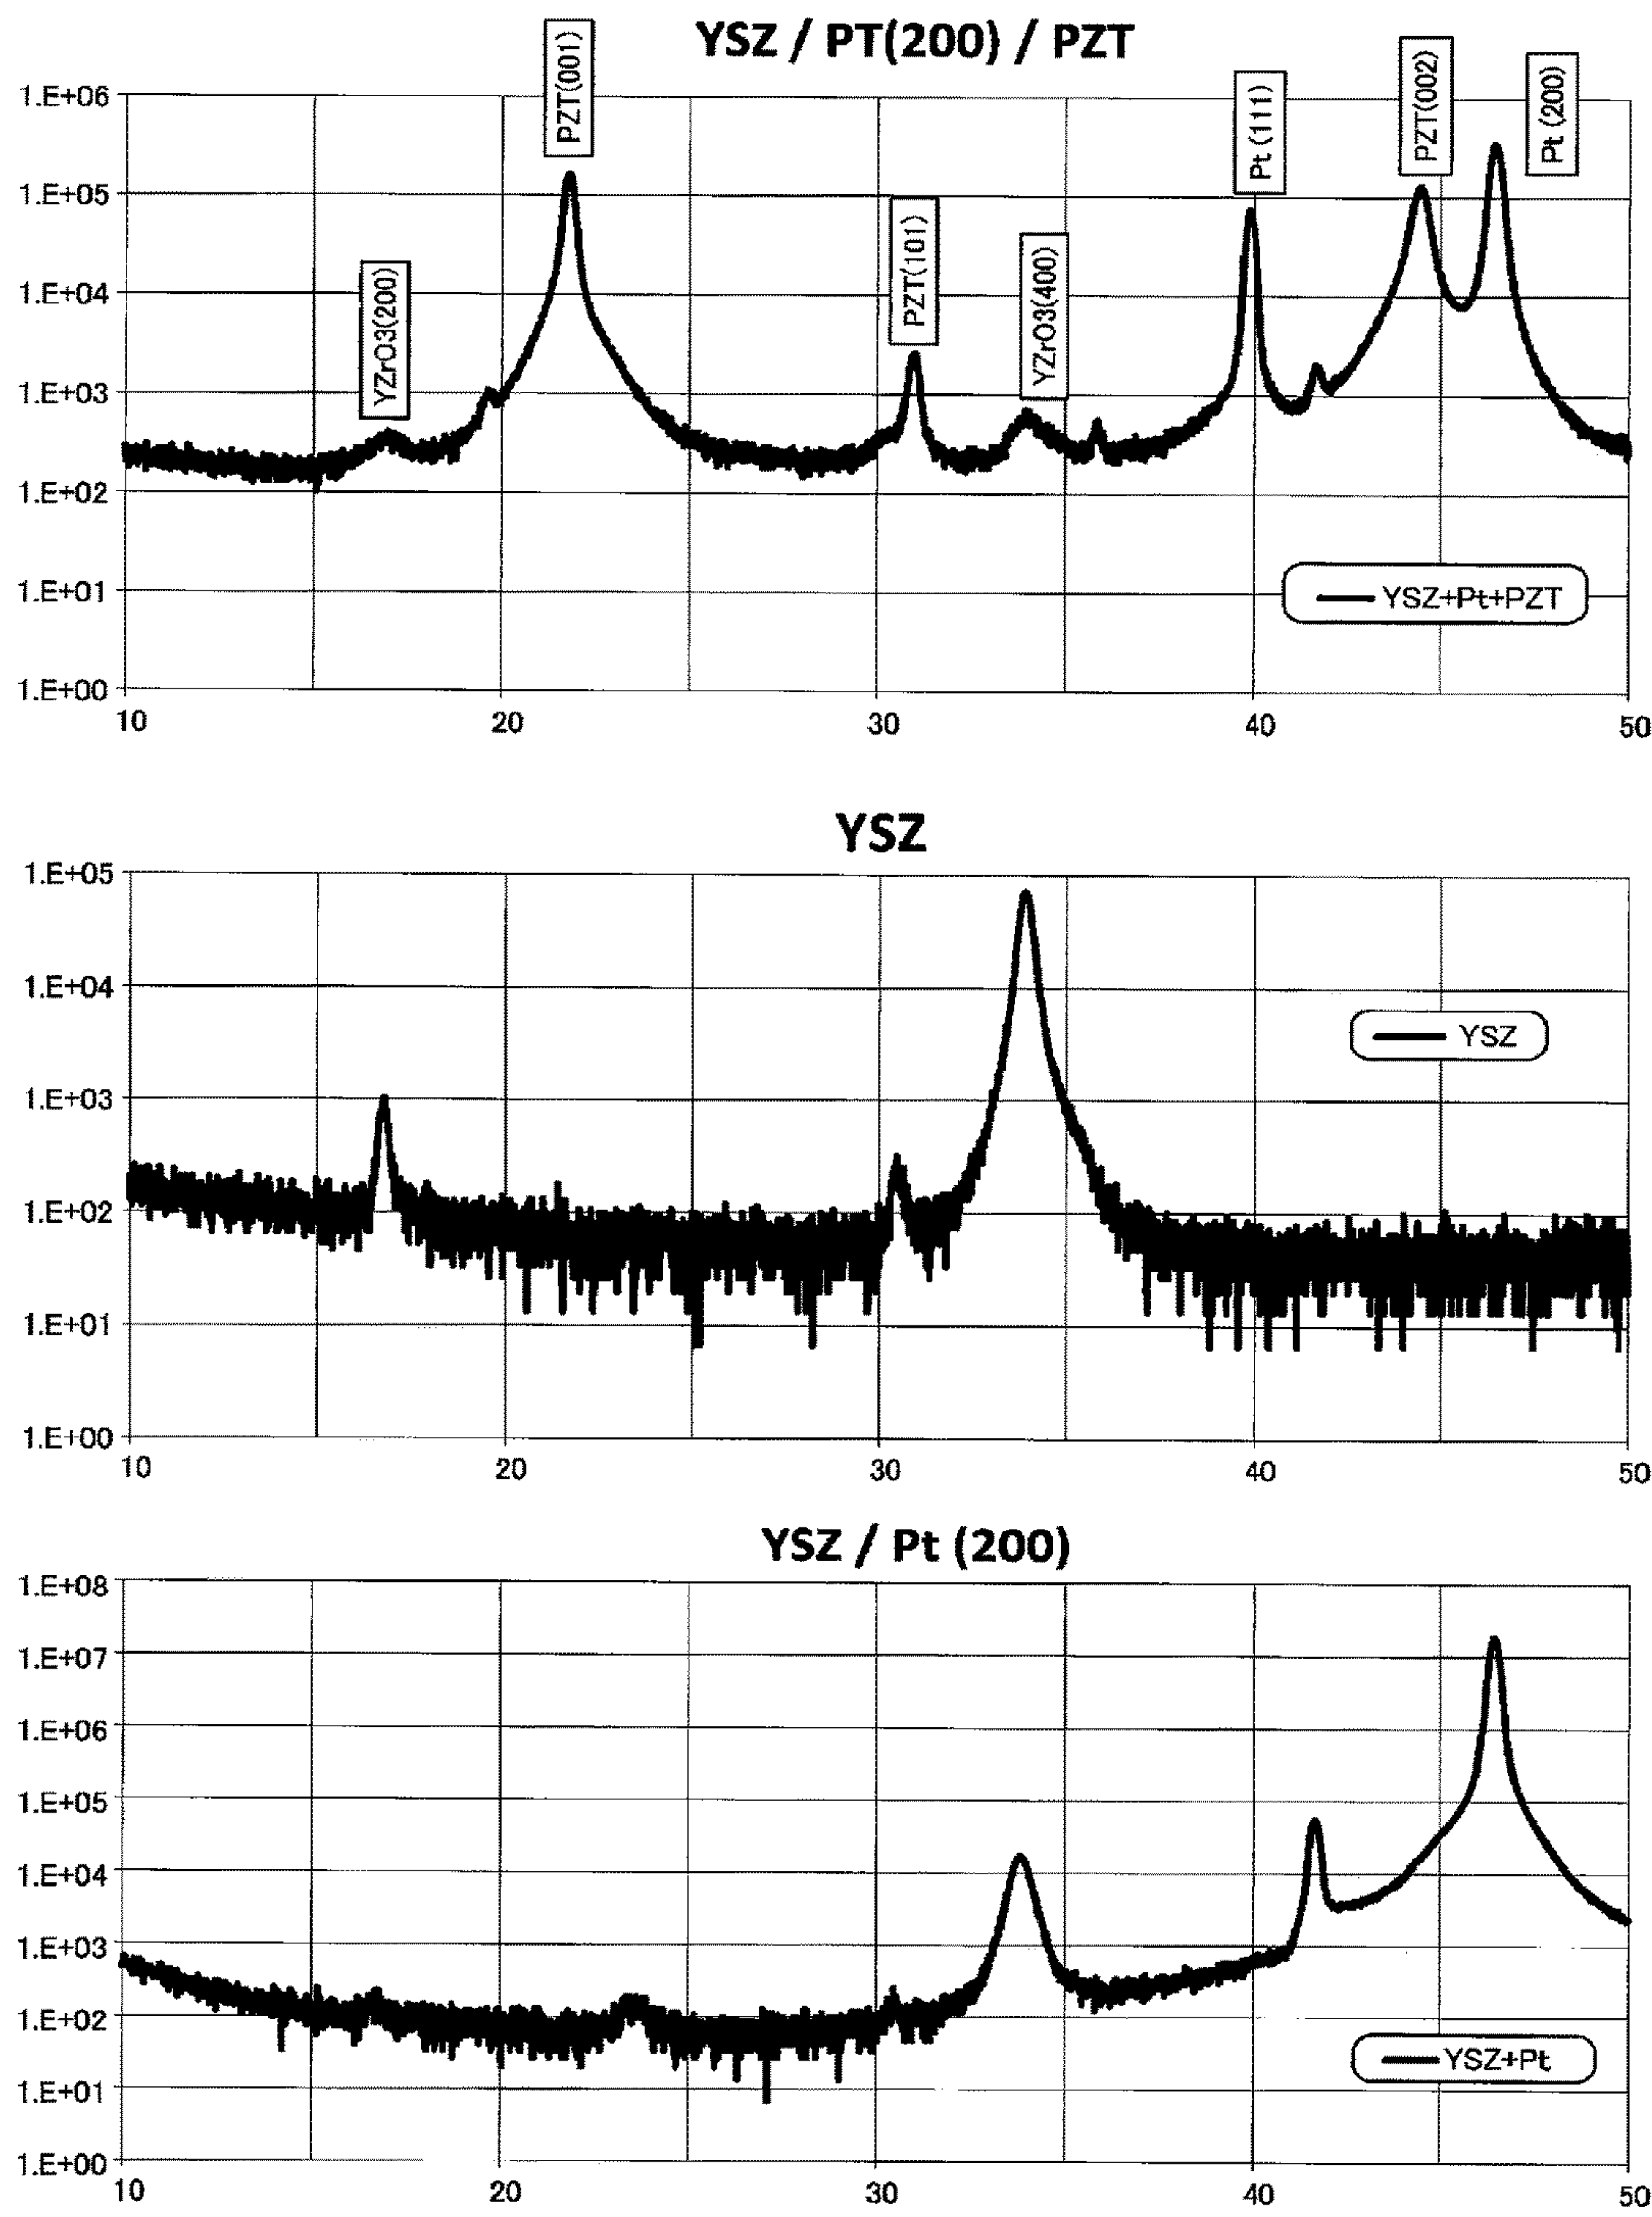 YSZ / PT(200) / PZT
PZT(001)
PZT(002)
Pt (200)
Pt (111)
PZT(101)
YZrO3(400)
YZrO3(200)
1.E+06
1.E+05
1.E+04
1.E+03
1.E+02
1.E+01
1.E+00
YSZ+Pt+PZT
10 20 30 40 50
YSZ
1.E+05
1.E+04
1.E+03
1.E+02
1.E+01
1.E+00
YSZ
10 20 30 40 50
YSZ / Pt (200)
1.E+08
1.E+07
1.E+06
1.E+05
1.E+04
1.E+03
1.E+02
1.E+01
1.E+00
YSZ+Pt
10 20 30 40 50